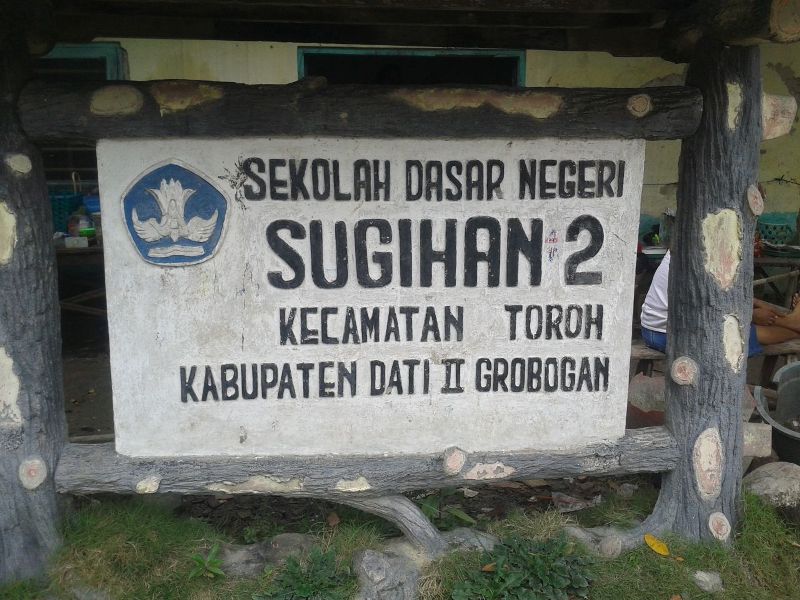 SEKOLAH DASAR NEGERI
SUGIHAN 2
KECAMATAN TOROH
KABUPATEN DATI II GROBOGAN